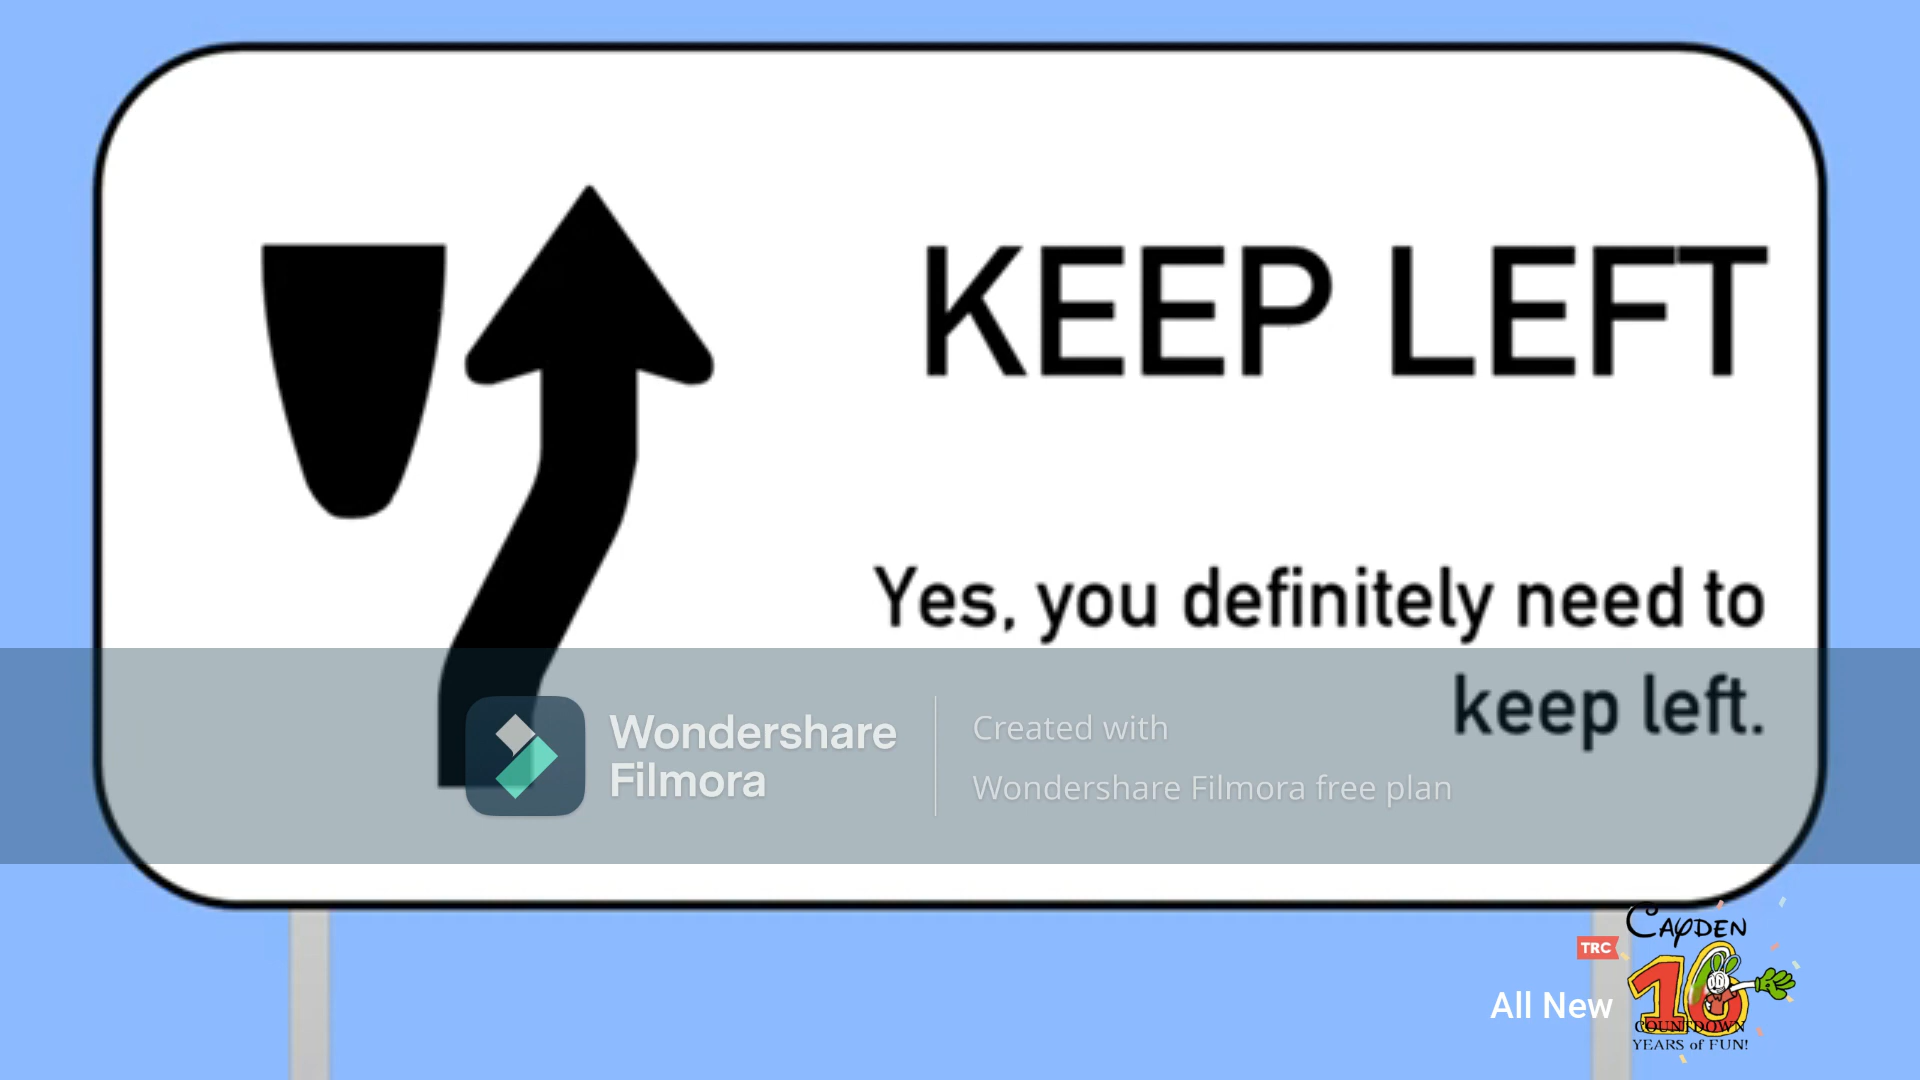 KEEP LEFT
Yes, you definitely need to
keep left.
Wondershare
Filmora
Created with
Wondershare Filmora free plan
TRC
All New
CAYDEN
16
COUNTDOWN
YEARS of FUN!